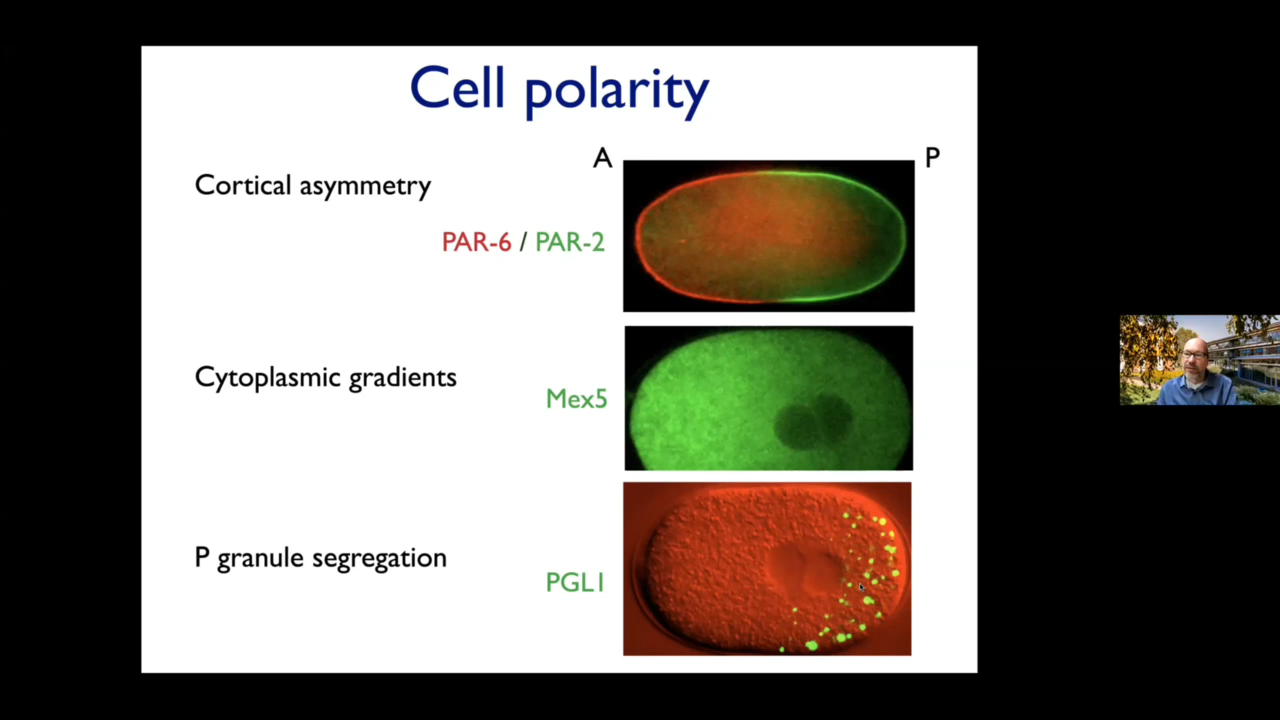 Cell polarity
A
P
Cortical asymmetry
PAR-6 / PAR-2
Cytoplasmic gradients
Mex5
P granule segregation
PGL1